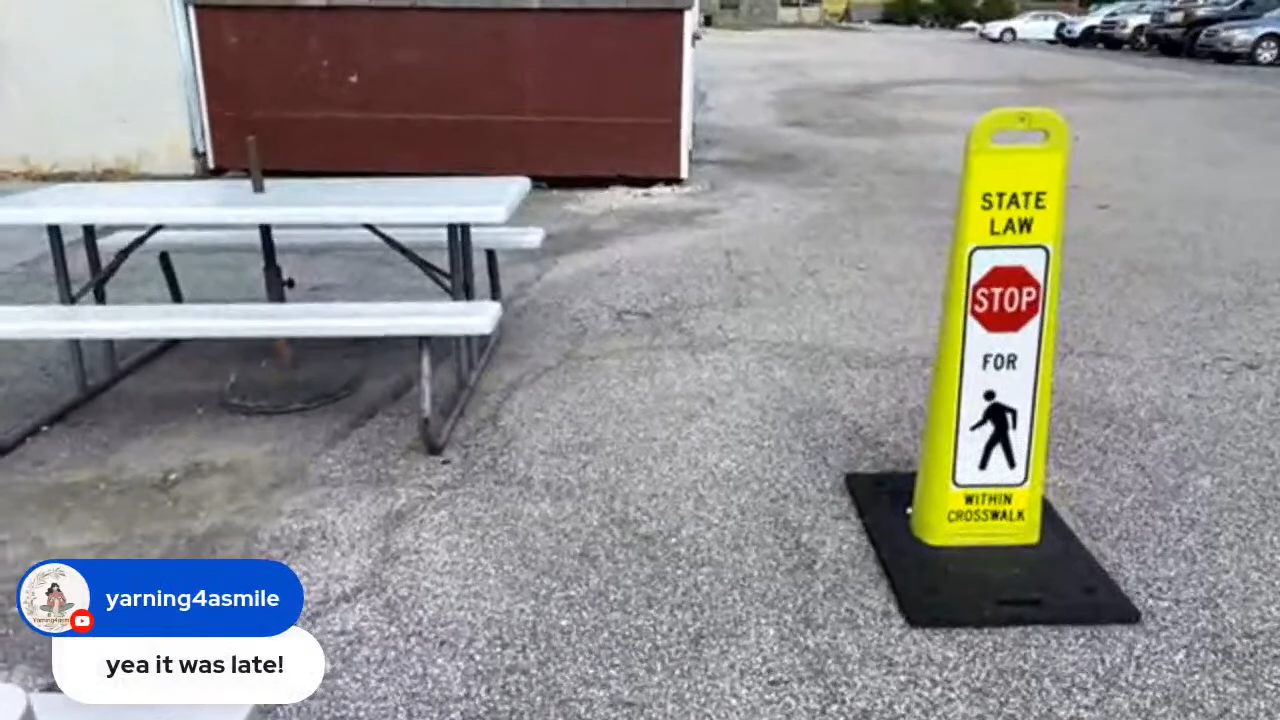 STATE
LAW
STOP
FOR
WITHIN
CROSSWALK
yarning4asmile
yea it was late!